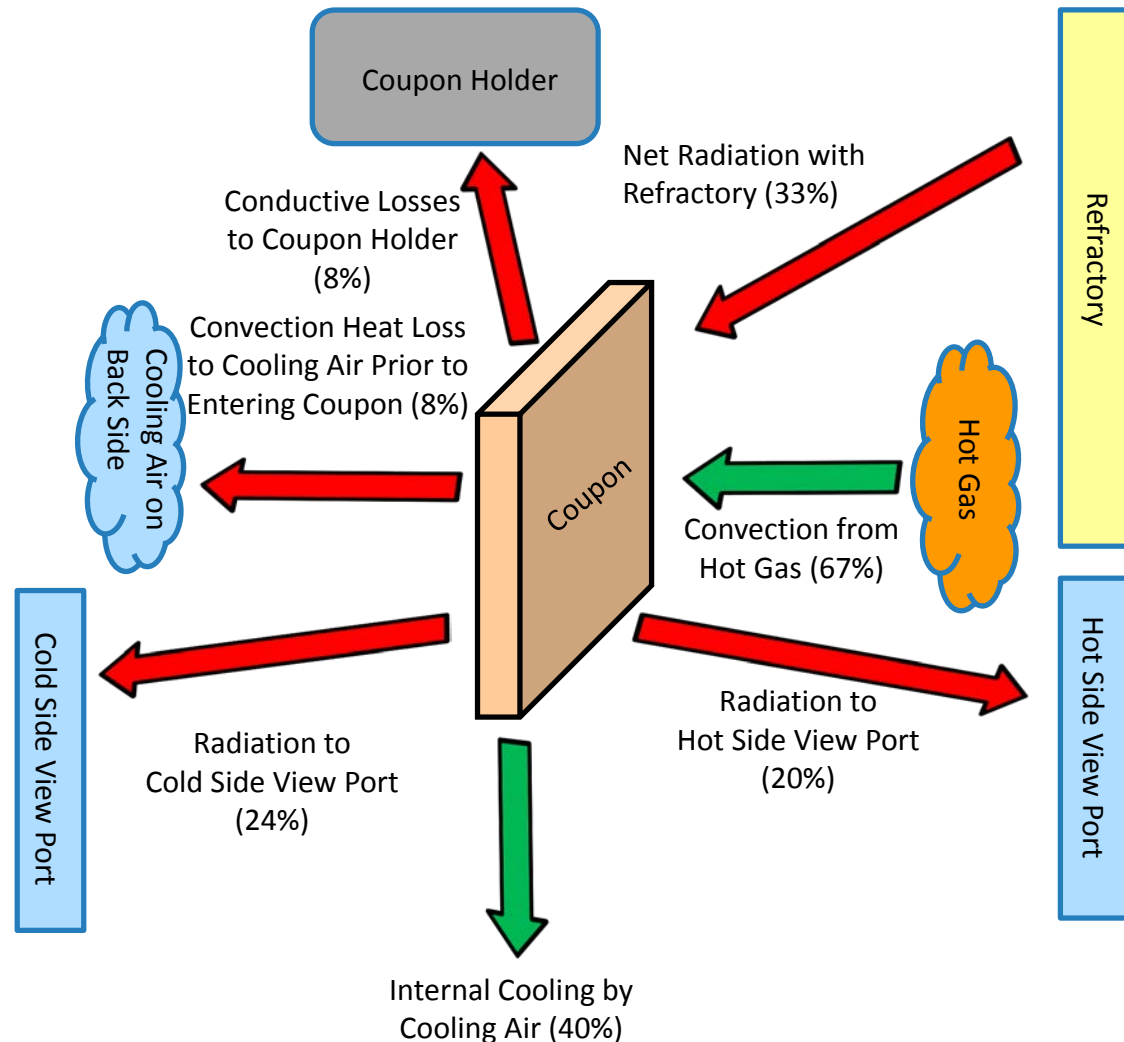 Coupon Holder
Net Radiation with
Refractory (33%)
Refractory
Conductive Losses
to Coupon Holder
(8%)
Convection Heat Loss
to Cooling Air Prior to
Entering Coupon (8%)
Cooling Air on
Back Side
Coupon
Hot Gas
Convection from
Hot Gas (67%)
Cold Side View Port
Radiation to
Cold Side View Port
(24%)
Radiation to
Hot Side View Port
(20%)
Hot Side View Port
Internal Cooling by
Cooling Air (40%)